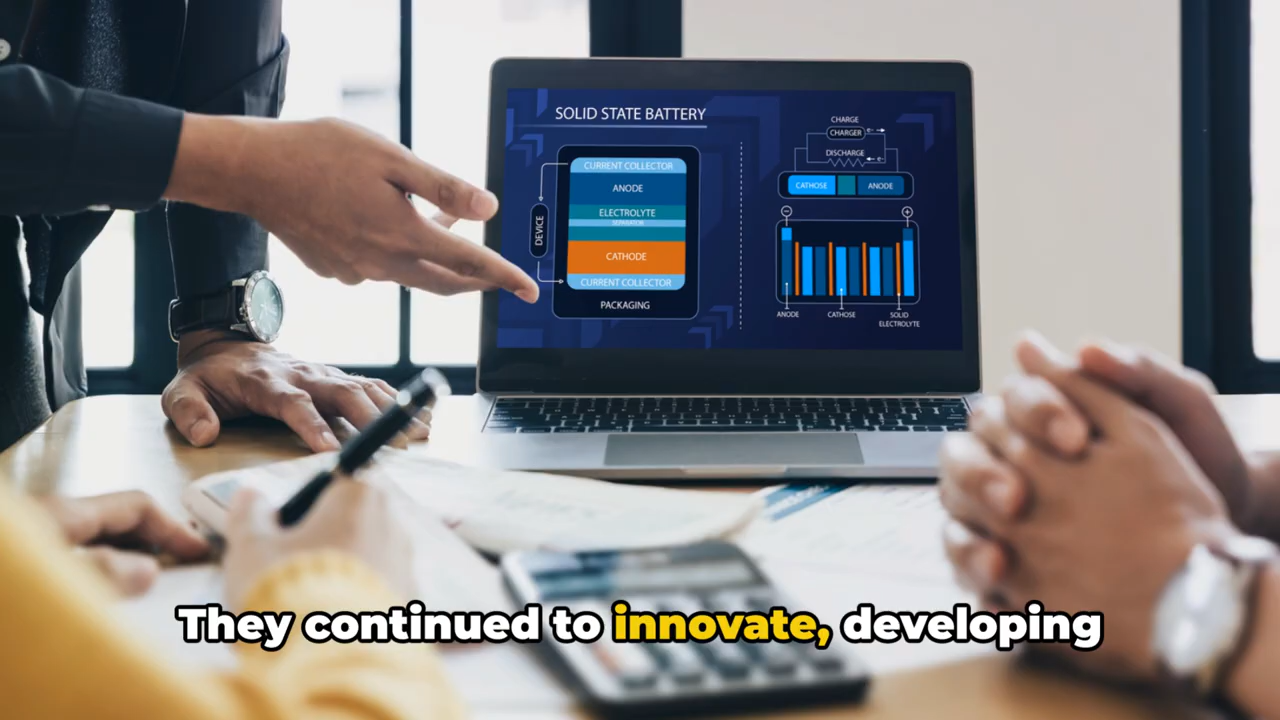 SOLID STATE BATTERY
CURRENT COLLECTOR
ANODE
ELECTROLYTE
SEPARATOR
CATHODE
CURRENT COLLECTOR
PACKAGING
DEVICE
CHARGE
CHARGER e-
DISCHARGE
e-
CATHOSE ANODE
ANODE CATHOSE SOLID
ELECTROLYTE
They continued to innovate, developing